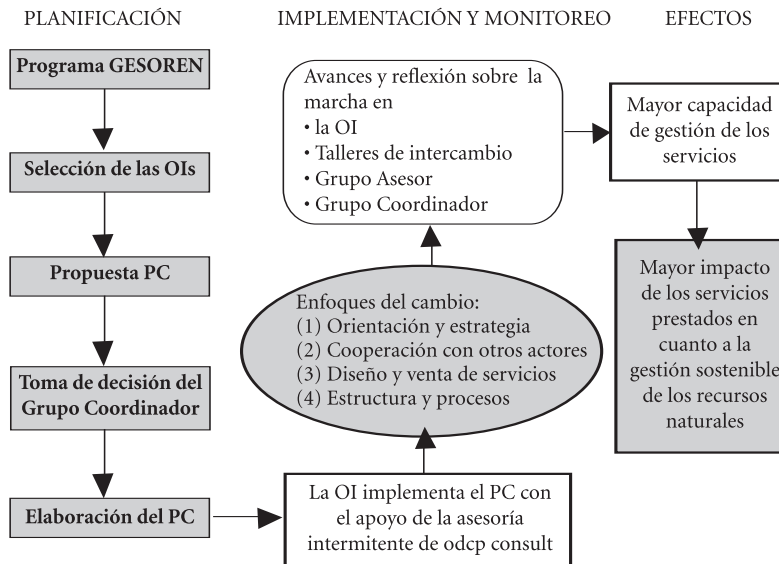 PLANIFICACIÓN
Programa GESOREN
Selección de las OIs
Propuesta PC
Toma de decisión del
Grupo Coordinador
Elaboración del PC
IMPLEMENTACIÓN Y MONITOREO
Avances y reflexión sobre la
marcha en
• la OI
• Talleres de intercambio
• Grupo Asesor
• Grupo Coordinador
Enfoques del cambio:
(1) Orientación y estrategia
(2) Cooperación con otros actores
(3) Diseño y venta de servicios
(4) Estructura y procesos
La OI implementa el PC con
el apoyo de la asesoría
intermitente de odcp consult
EFECTOS
Mayor capacidad
de gestión de los
servicios
Mayor impacto
de los servicios
prestados en
cuanto a la
gestión sostenible
de los recursos
naturales